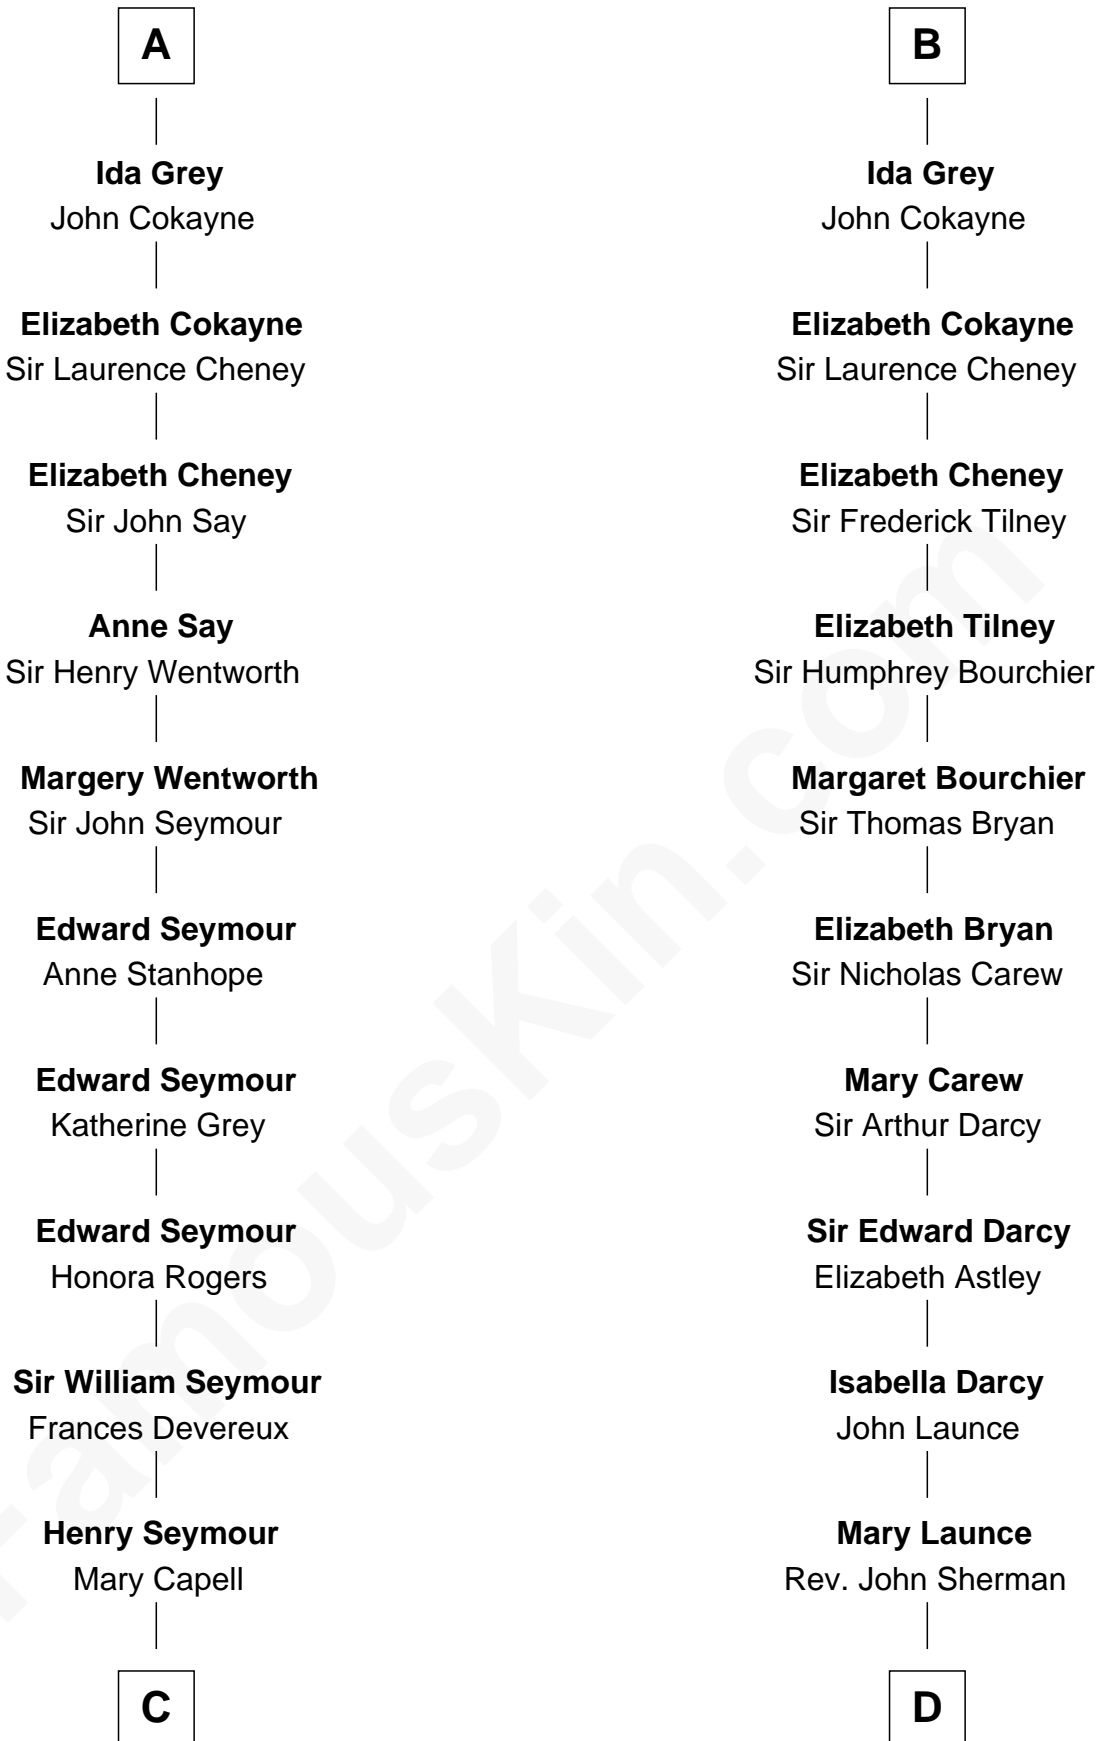 A
Ida Grey
John Cokayne
Elizabeth Cokayne
Sir Laurence Cheney
Elizabeth Cheney
Sir John Say
Anne Say
Sir Henry Wentworth
Margery Wentworth
Sir John Seymour
Edward Seymour
Anne Stanhope
Edward Seymour
Katherine Grey
Edward Seymour
Honora Rogers
Sir William Seymour
Frances Devereux
Henry Seymour
Mary Capell
C
B
Ida Grey
John Cokayne
Elizabeth Cokayne
Sir Laurence Cheney
Elizabeth Cheney
Sir Frederick Tilney
Elizabeth Tilney
Sir Humphrey Bourchier
Margaret Bourchier
Sir Thomas Bryan
Elizabeth Bryan
Sir Nicholas Carew
Mary Carew
Sir Arthur Darcy
Sir Edward Darcy
Elizabeth Astley
Isabella Darcy
John Launce
Mary Launce
Rev. John Sherman
D
FamousKin.com